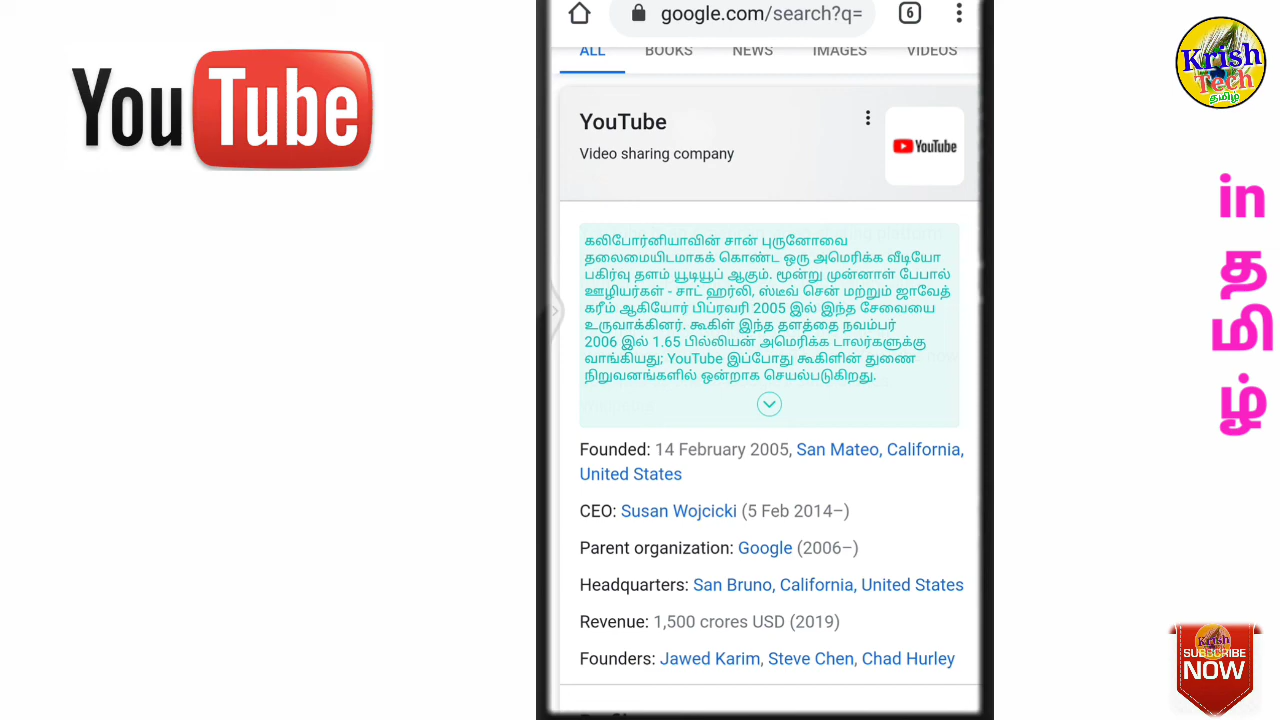 YouTube
google.com/search?q=
6
ALL BOOKS NEWS IMAGES VIDEOS
YouTube
Video sharing company
YouTube
கலிபோர்னியாவின் சான் புருனோவை
தலைமையிடமாகக் கொண்ட ஒரு அமெரிக்க வீடியோ
பகிர்வு தளம் யூடியூப் ஆகும். மூன்று முன்னாள் பேபால்
ஊழியர்கள் - சாட் ஹர்லி, ஸ்டீவ் சென் மற்றும் ஜாவேத்
கரீம் ஆகியோர் பிப்ரவரி 2005 இல் இந்த சேவையை
உருவாக்கினர். கூகிள் இந்த தளத்தை நவம்பர்
2006 இல் 1.65 பில்லியன் அமெரிக்க டாலர்களுக்கு
வாங்கியது; YouTube இப்போது கூகிளின் துணை
நிறுவனங்களில் ஒன்றாக செயல்படுகிறது.
Founded: 14 February 2005, San Mateo, California,
United States
CEO: Susan Wojcicki (5 Feb 2014–)
Parent organization: Google (2006–)
Headquarters: San Bruno, California, United States
Revenue: 1,500 crores USD (2019)
Founders: Jawed Karim, Steve Chen, Chad Hurley
Krish
Tech
தமிழ்
in
த
மி
ழ்
Krish
SUBSCRIBE
NOW